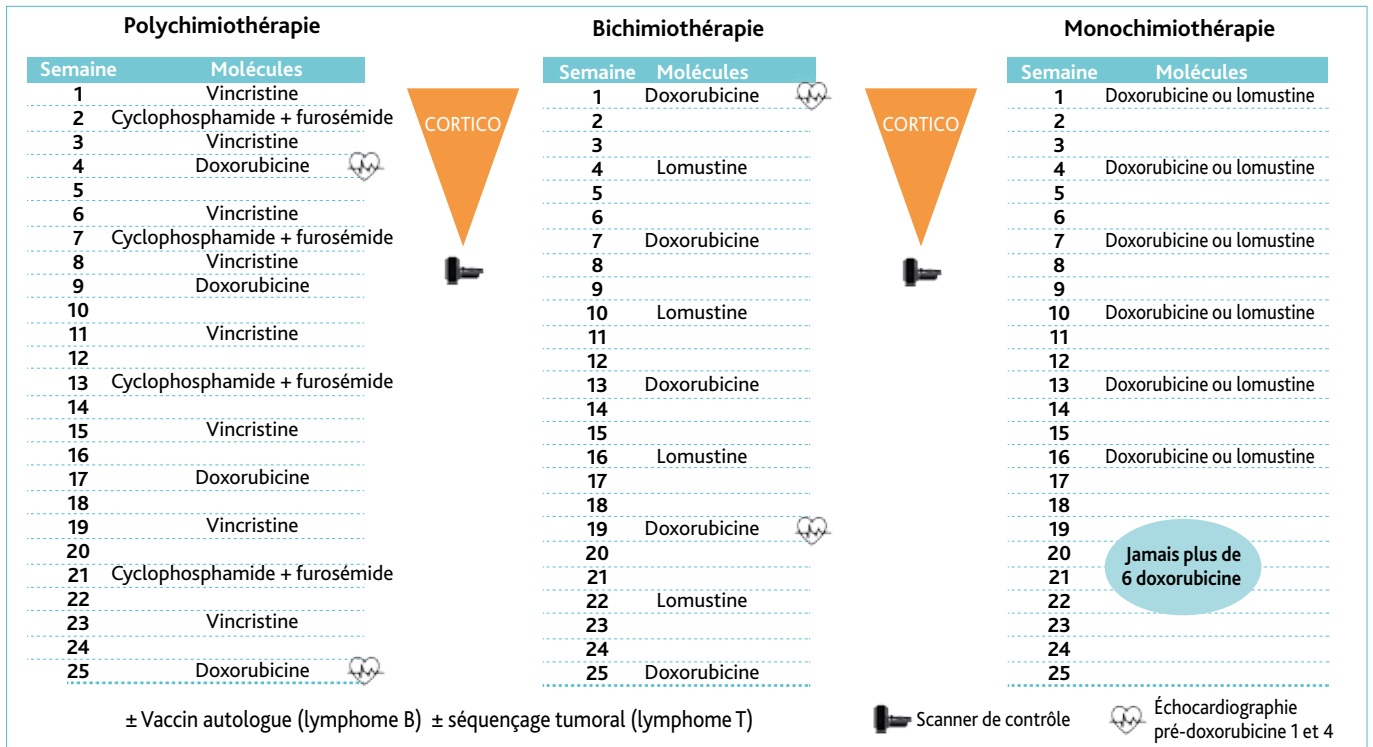 Polychimiothérapie
Semaine Molécules
1 Vincristine
2 Cyclophosphamide + furosémide
3 Vincristine
4 Doxorubicine
5
6 Vincristine
7 Cyclophosphamide + furosémide
8 Vincristine
9 Doxorubicine
10
11 Vincristine
12
13 Cyclophosphamide + furosémide
14
15 Vincristine
16
17 Doxorubicine
18
19 Vincristine
20
21 Cyclophosphamide + furosémide
22
23 Vincristine
24
25 Doxorubicine
CORTICO
Bichimiothérapie
Semaine Molécules
1 Doxorubicine
2
3
4 Lomustine
5
6
7 Doxorubicine
8
9
10 Lomustine
11
12
13 Doxorubicine
14
15
16 Lomustine
17
18
19 Doxorubicine
20
21
22 Lomustine
23
24
25 Doxorubicine
CORTICO
Monochimiothérapie
Semaine Molécules
1 Doxorubicine ou lomustine
2
3
4 Doxorubicine ou lomustine
5
6
7 Doxorubicine ou lomustine
8
9
10 Doxorubicine ou lomustine
11
12
13 Doxorubicine ou lomustine
14
15
16 Doxorubicine ou lomustine
17
18
19
20
21
22
23
24
25
Jamais plus de
6 doxorubicine
± Vaccin autologue (lymphome B) ± séquençage tumoral (lymphome T)
Scanner de contrôle
Échocardiographie
pré-doxorubicine 1 et 4